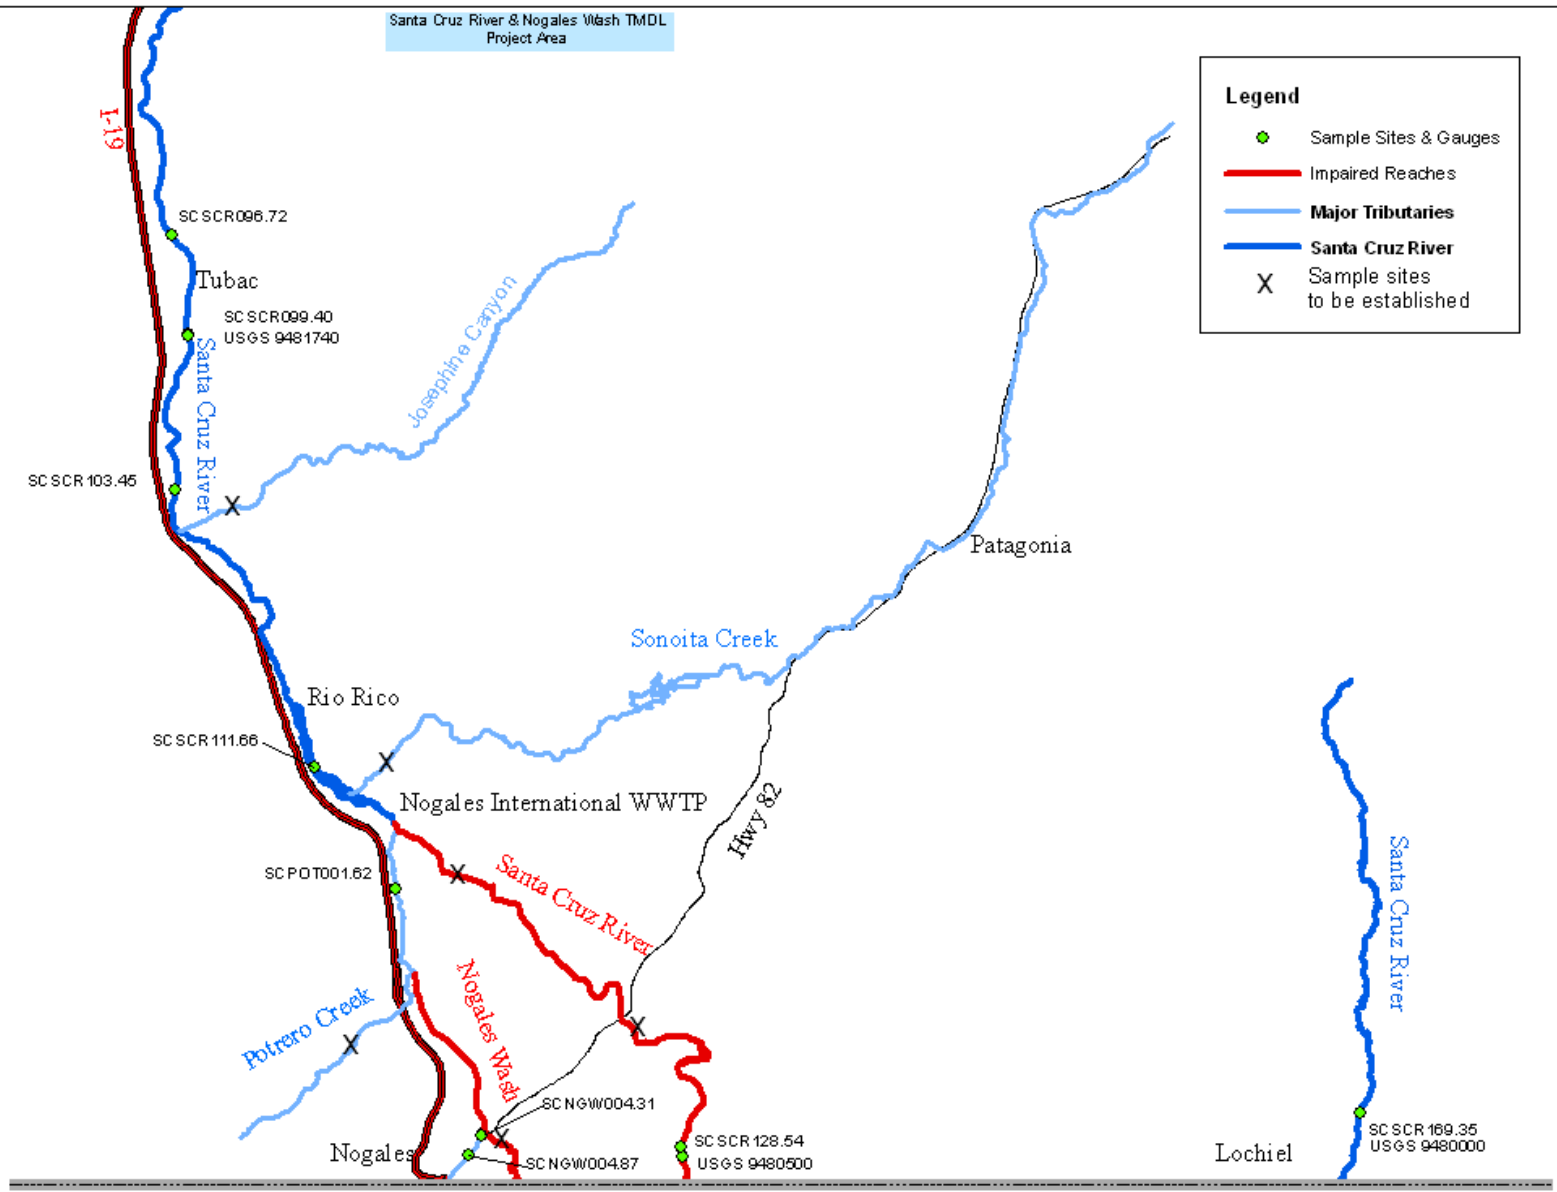 Santa Cruz River & Nogales Wash TMDL
Project Area
Legend
Sample Sites & Gauges
Impaired Reaches
Major Tributaries
Santa Cruz River
X
Sample sites
to be established
I-19
SCSCR096.72
Tubac
SCSCR099.40
USGS 9481740
Santa Cruz River
Josephine Canyon
SCSCR103.45
X
Patagonia
Sonoita Creek
Rio Rico
SCSCR111.66
X
Nogales International WWTP
Hwy 82
SCPOT001.62
X
Santa Cruz River
Santa Cruz River
Nogales Wash
Potrero Creek
X
X
SCNGW004.31
X
Nogales
SCNGW004.87
SCSCR128.54
USGS 9480500
Lochiel
SCSCR169.35
USGS 9480000